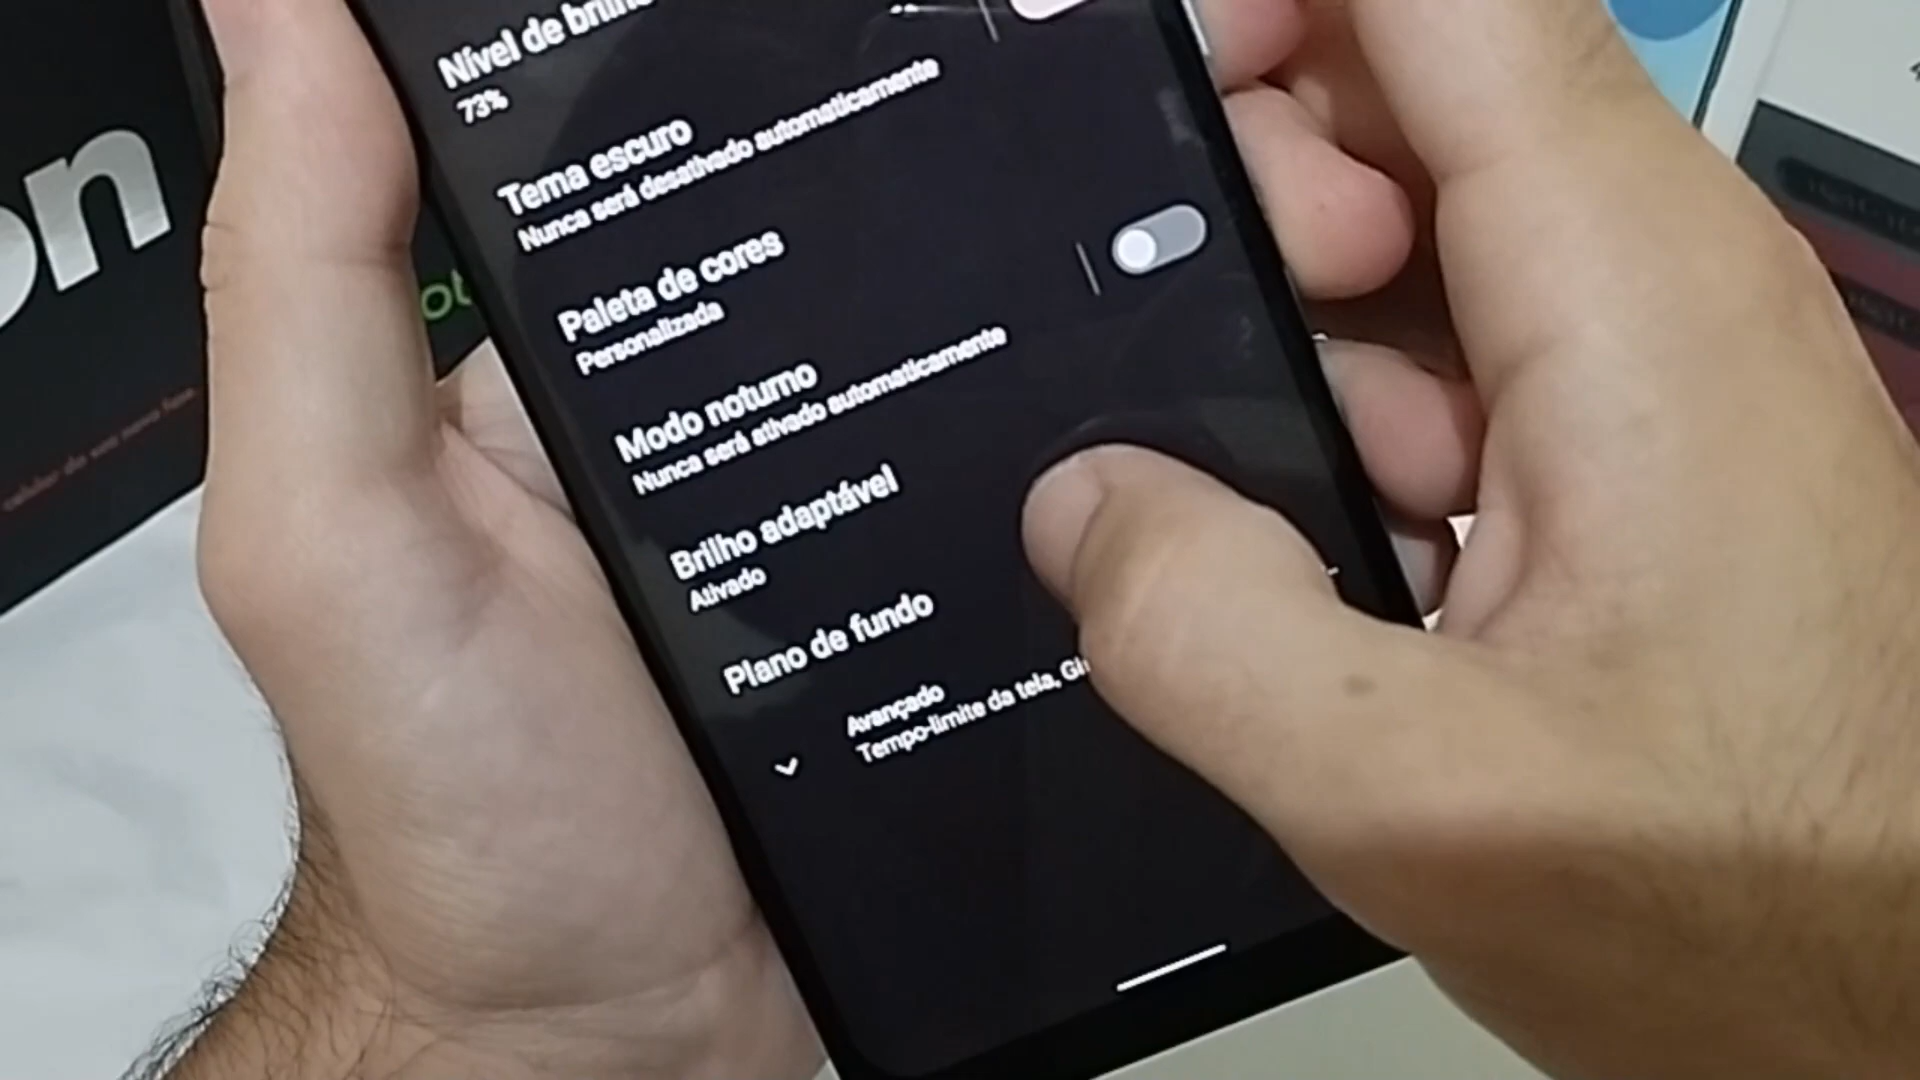 Nível de brilho
73%
Tema escuro
Nunca será desativado automaticamente
Paleta de cores
Personalizada
Modo noturno
Nunca será ativado automaticamente
Brilho adaptável
Ativado
Plano de fundo
Avançado
Tempo-limite da tela,
on